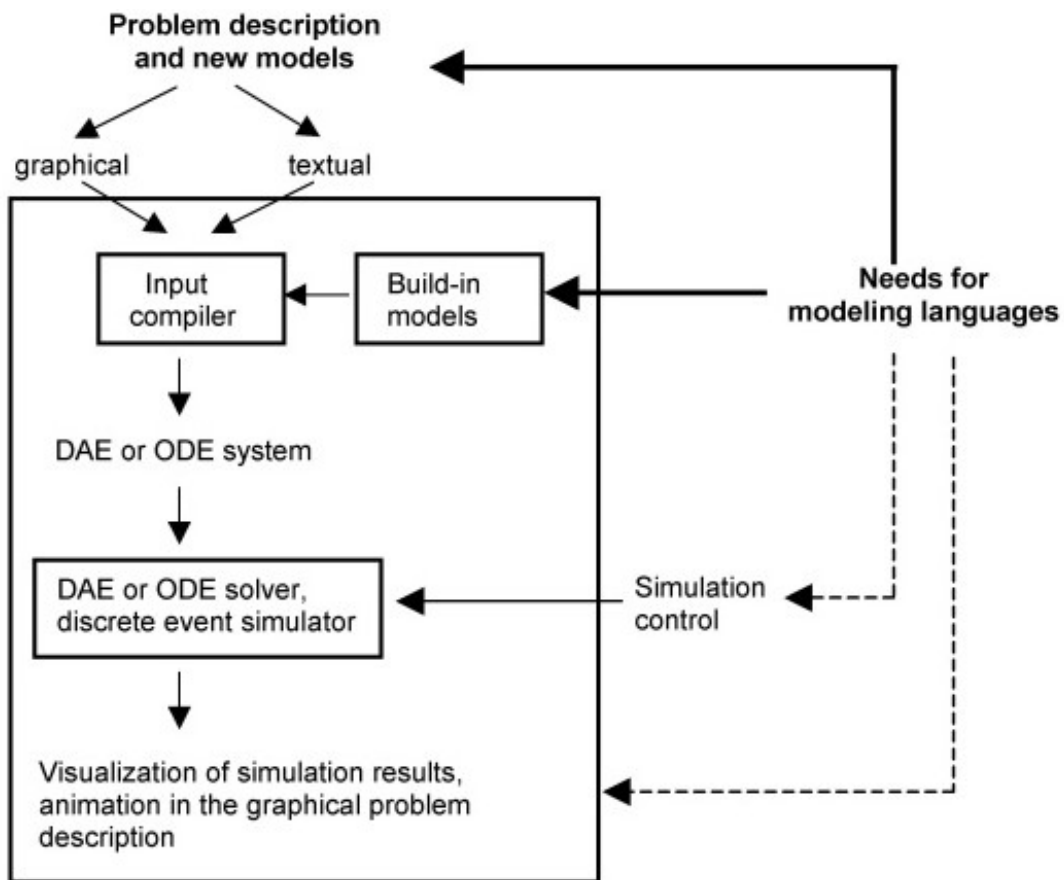 Problem description
and new models
graphical
textual
Input
compiler
Build-in
models
Needs for
modeling languages
DAE or ODE system
DAE or ODE solver,
discrete event simulator
Simulation
control
Visualization of simulation results,
animation in the graphical problem
description